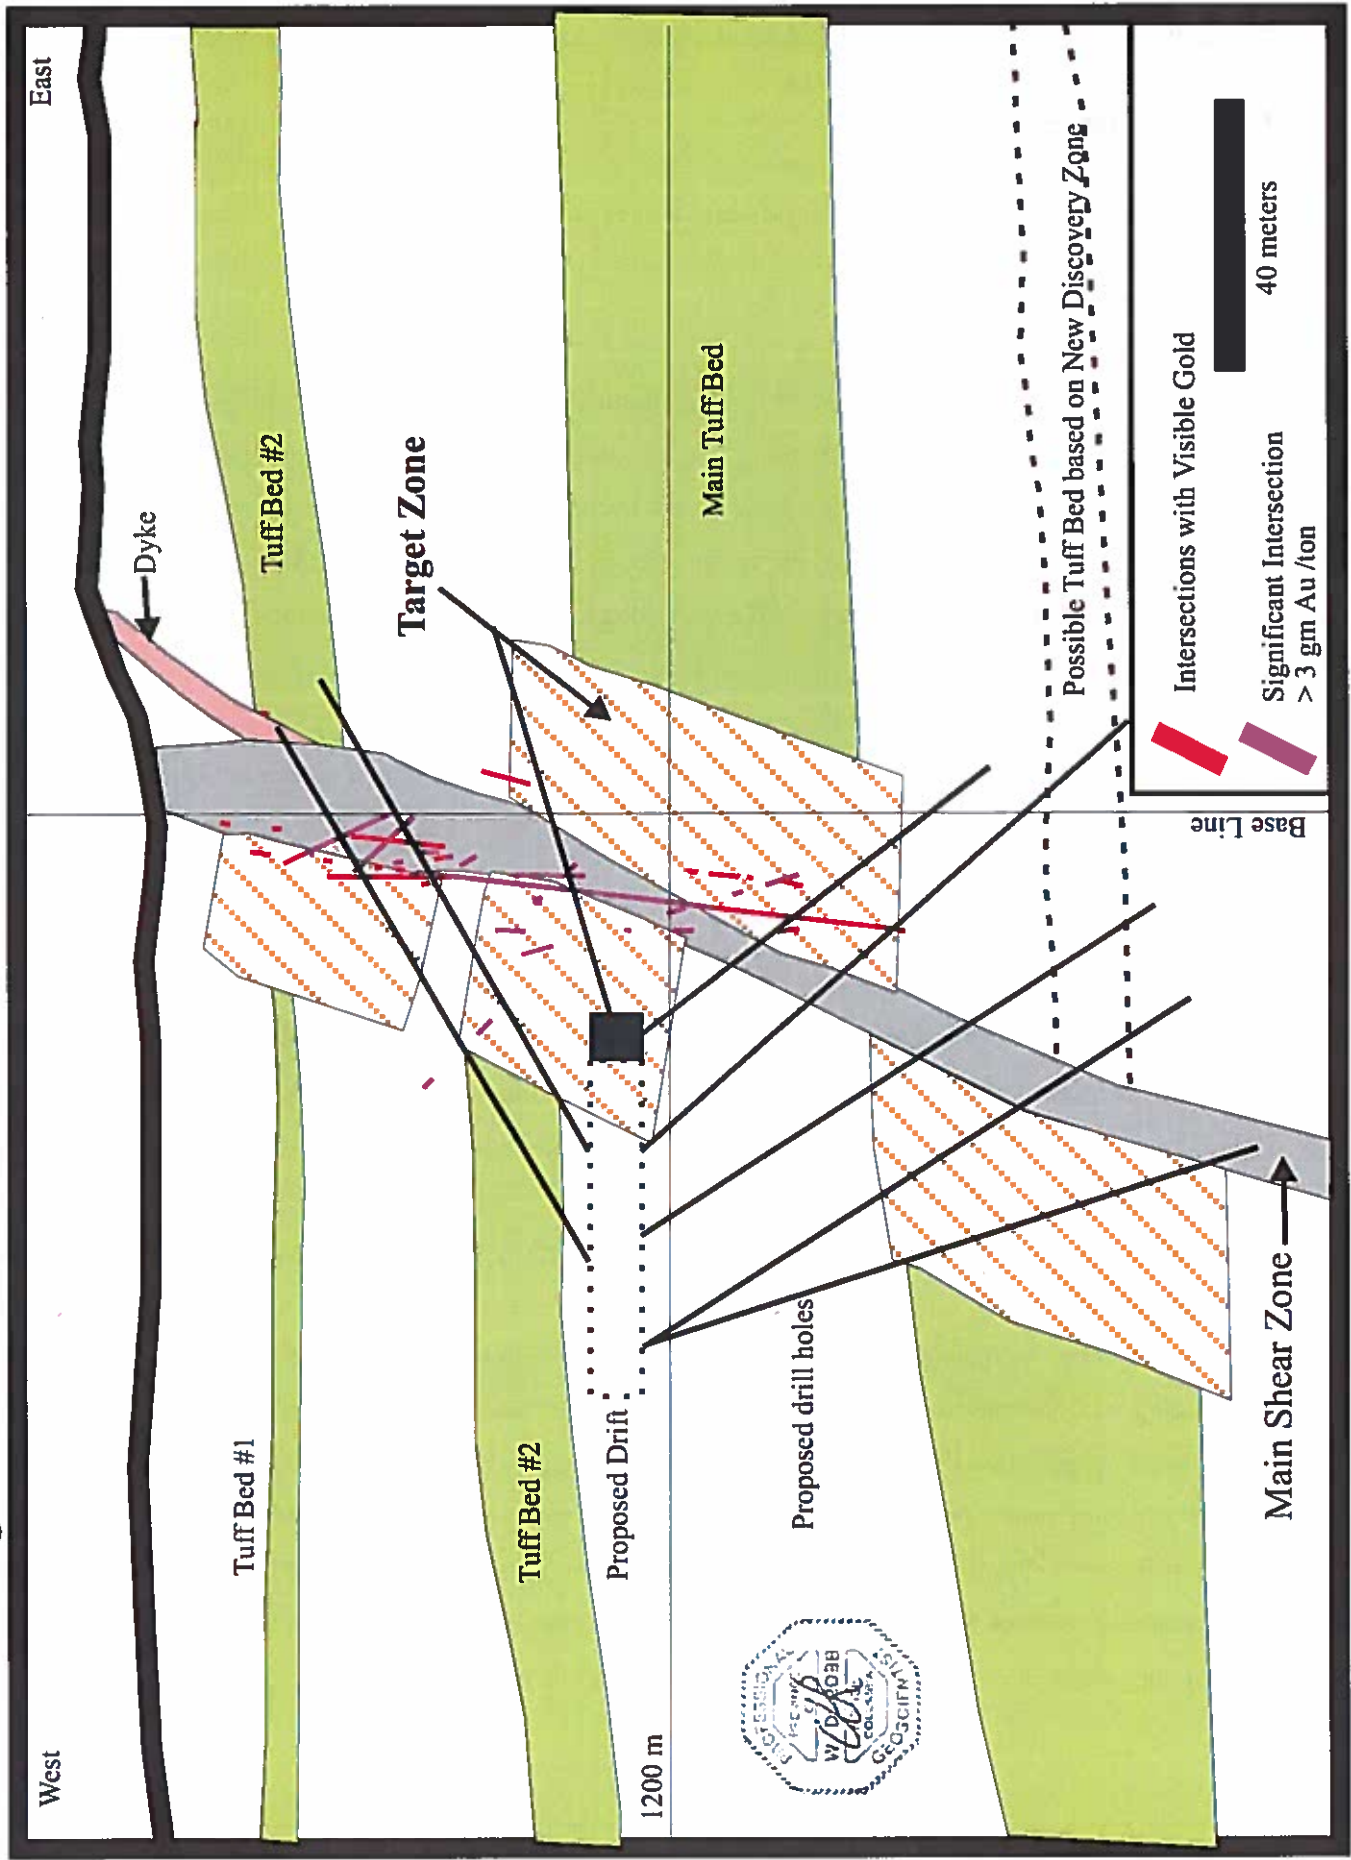 West
East
Dyke
Tuff Bed #1
Tuff Bed #2
Tuff Bed #2
Target Zone
Proposed Drift
1200 m
Main Tuff Bed
Proposed drill holes
PROFESSIONAL
GEOSCIENTIST
Possible Tuff Bed based on New Discovery Zone
Base Line
Main Shear Zone
Intersections with Visible Gold
40 meters
Significant Intersection
> 3 gm Au /ton